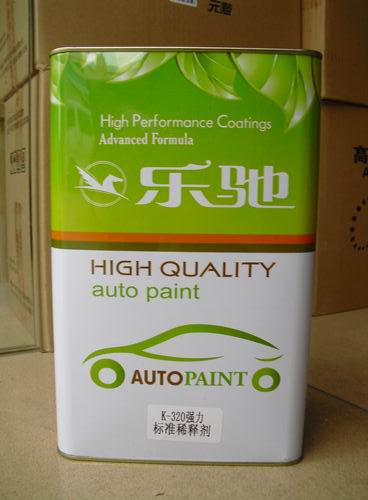 High Performance Coatings
Advanced Formula
乐驰
HIGH QUALITY
auto paint
AUTOPAINT
K-320强力
标准稀释剂
高
A